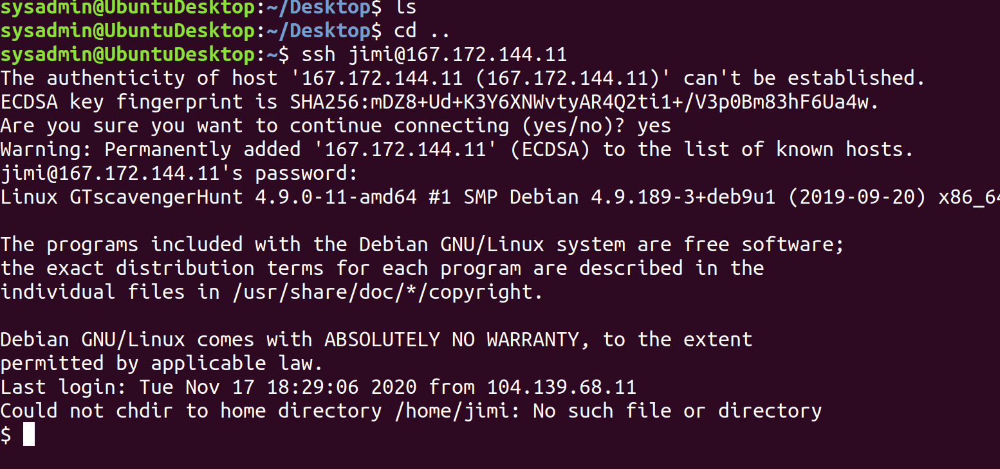 sysadmin@UbuntuDesktop:~/Desktop$ ls
sysadmin@UbuntuDesktop:~/Desktop$ cd ..
sysadmin@UbuntuDesktop:~$ ssh jimi@167.172.144.11
The authenticity of host '167.172.144.11 (167.172.144.11)' can't be established.
ECDSA key fingerprint is SHA256:mDZ8+Ud+K3Y6XNWvtyAR4Q2ti1+/V3p0Bm83hF6Ua4w.
Are you sure you want to continue connecting (yes/no)? yes
Warning: Permanently added '167.172.144.11' (ECDSA) to the list of known hosts.
jimi@167.172.144.11's password:
Linux GTscavengerHunt 4.9.0-11-amd64 #1 SMP Debian 4.9.189-3+deb9u1 (2019-09-20) x86_64
The programs included with the Debian GNU/Linux system are free software;
the exact distribution terms for each program are described in the
individual files in /usr/share/doc/*/copyright.
Debian GNU/Linux comes with ABSOLUTELY NO WARRANTY, to the extent
permitted by applicable law.
Last login: Tue Nov 17 18:29:06 2020 from 104.139.68.11
Could not chdir to home directory /home/jimi: No such file or directory
$